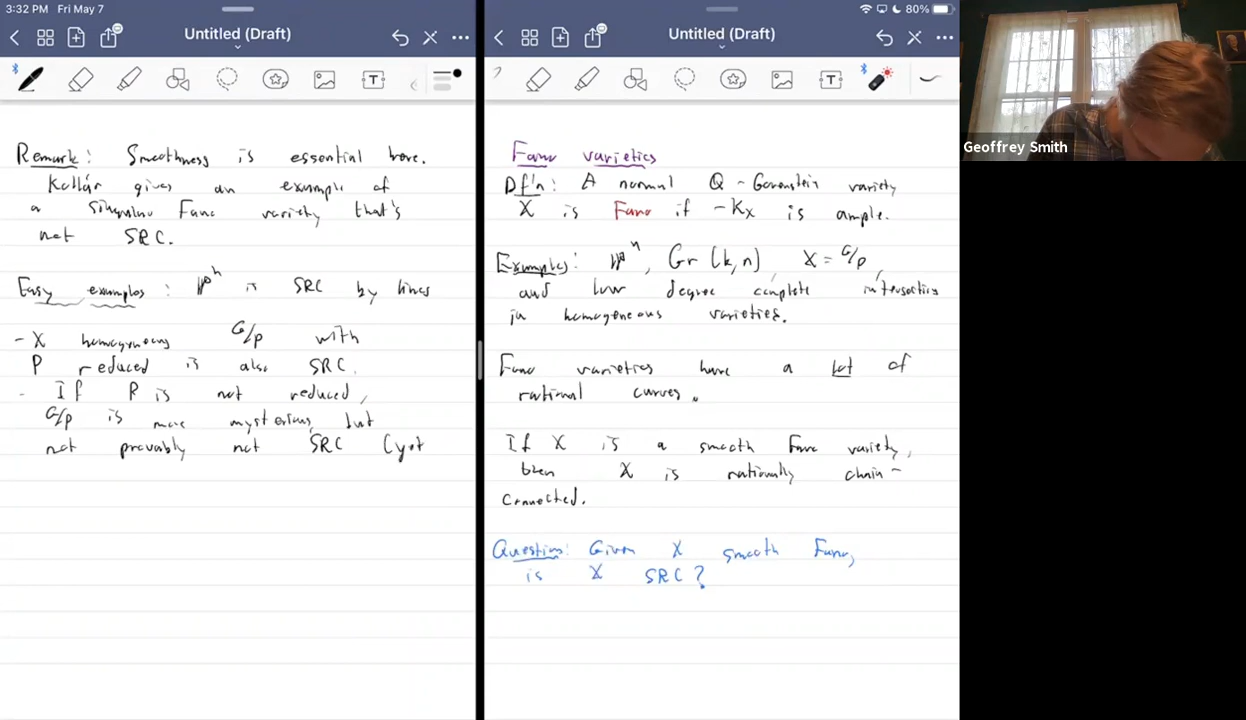 3:32 PM Fri May 7
Untitled (Draft)
Remark: Smoothness is essential here.
Kollár gives an example of
a singular Fano variety that's
not SRC.
Easy examples: ℙⁿ is SRC by lines
- X homogeneous G/P with
P reduced is also SRC.
- If P is not reduced,
G/P is more mysterious, but
not provably not SRC (yet
80%
Untitled (Draft)
Fano varieties
Df'n: A normal Q-Gorenstein variety
X is Fano if -K_X is ample.
Examples: ℙⁿ, Gr(k,n) X = G/P,
and low degree complete intersections
in homogeneous varieties.
Fano varieties have a lot of
rational curves.
If X is a smooth Fano variety,
then X is rationally chain-
connected.
Question: Given X smooth Fano,
is X SRC?
Geoffrey Smith